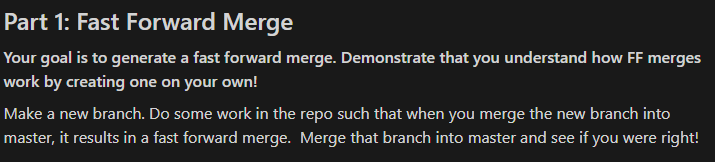 Part 1: Fast Forward Merge
Your goal is to generate a fast forward merge. Demonstrate that you understand how FF merges
work by creating one on your own!
Make a new branch. Do some work in the repo such that when you merge the new branch into
master, it results in a fast forward merge.  Merge that branch into master and see if you were right!